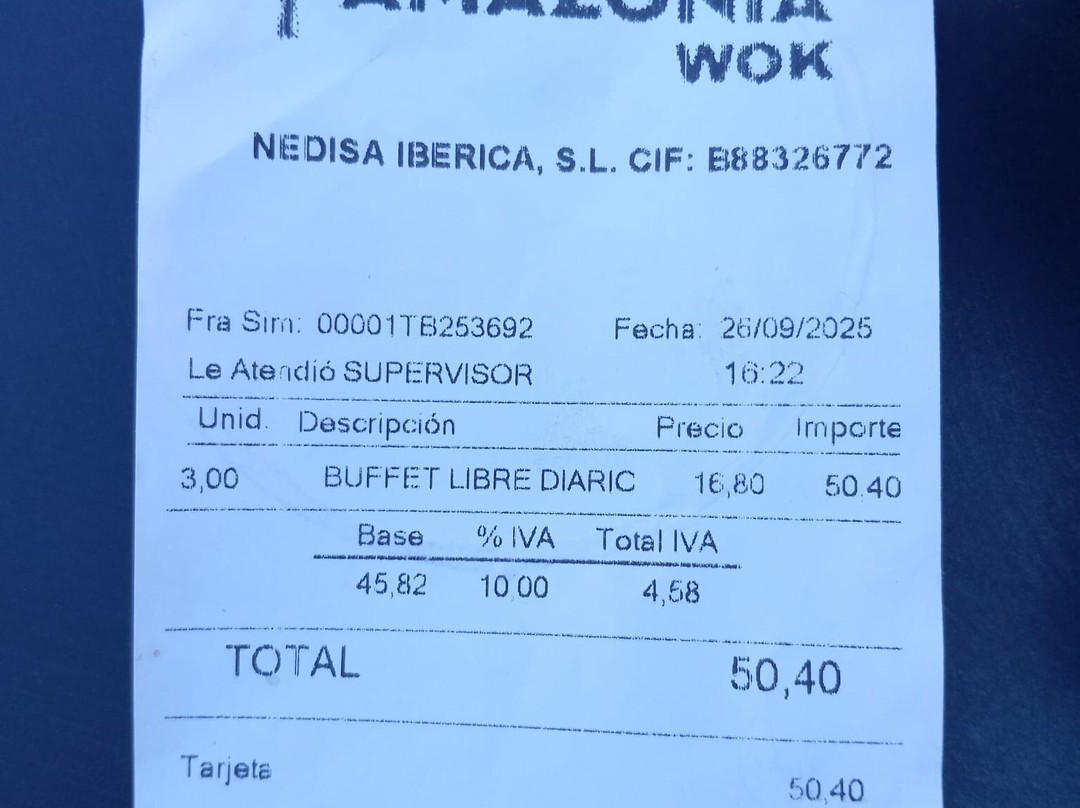 AMAZONIA
WOK
NEDISA IBERICA, S.L. CIF: B88326772
Fra Sim: 00001TB253692 Fecha: 26/09/2025
Le Atendió SUPERVISOR 16:22
Unid. Descripción Precio Importe
3,00 BUFFET LIBRE DIARIO 16,80 50.40
Base % IVA Total IVA
45,82 10,00 4,58
TOTAL 50,40
Tarjeta 50,40